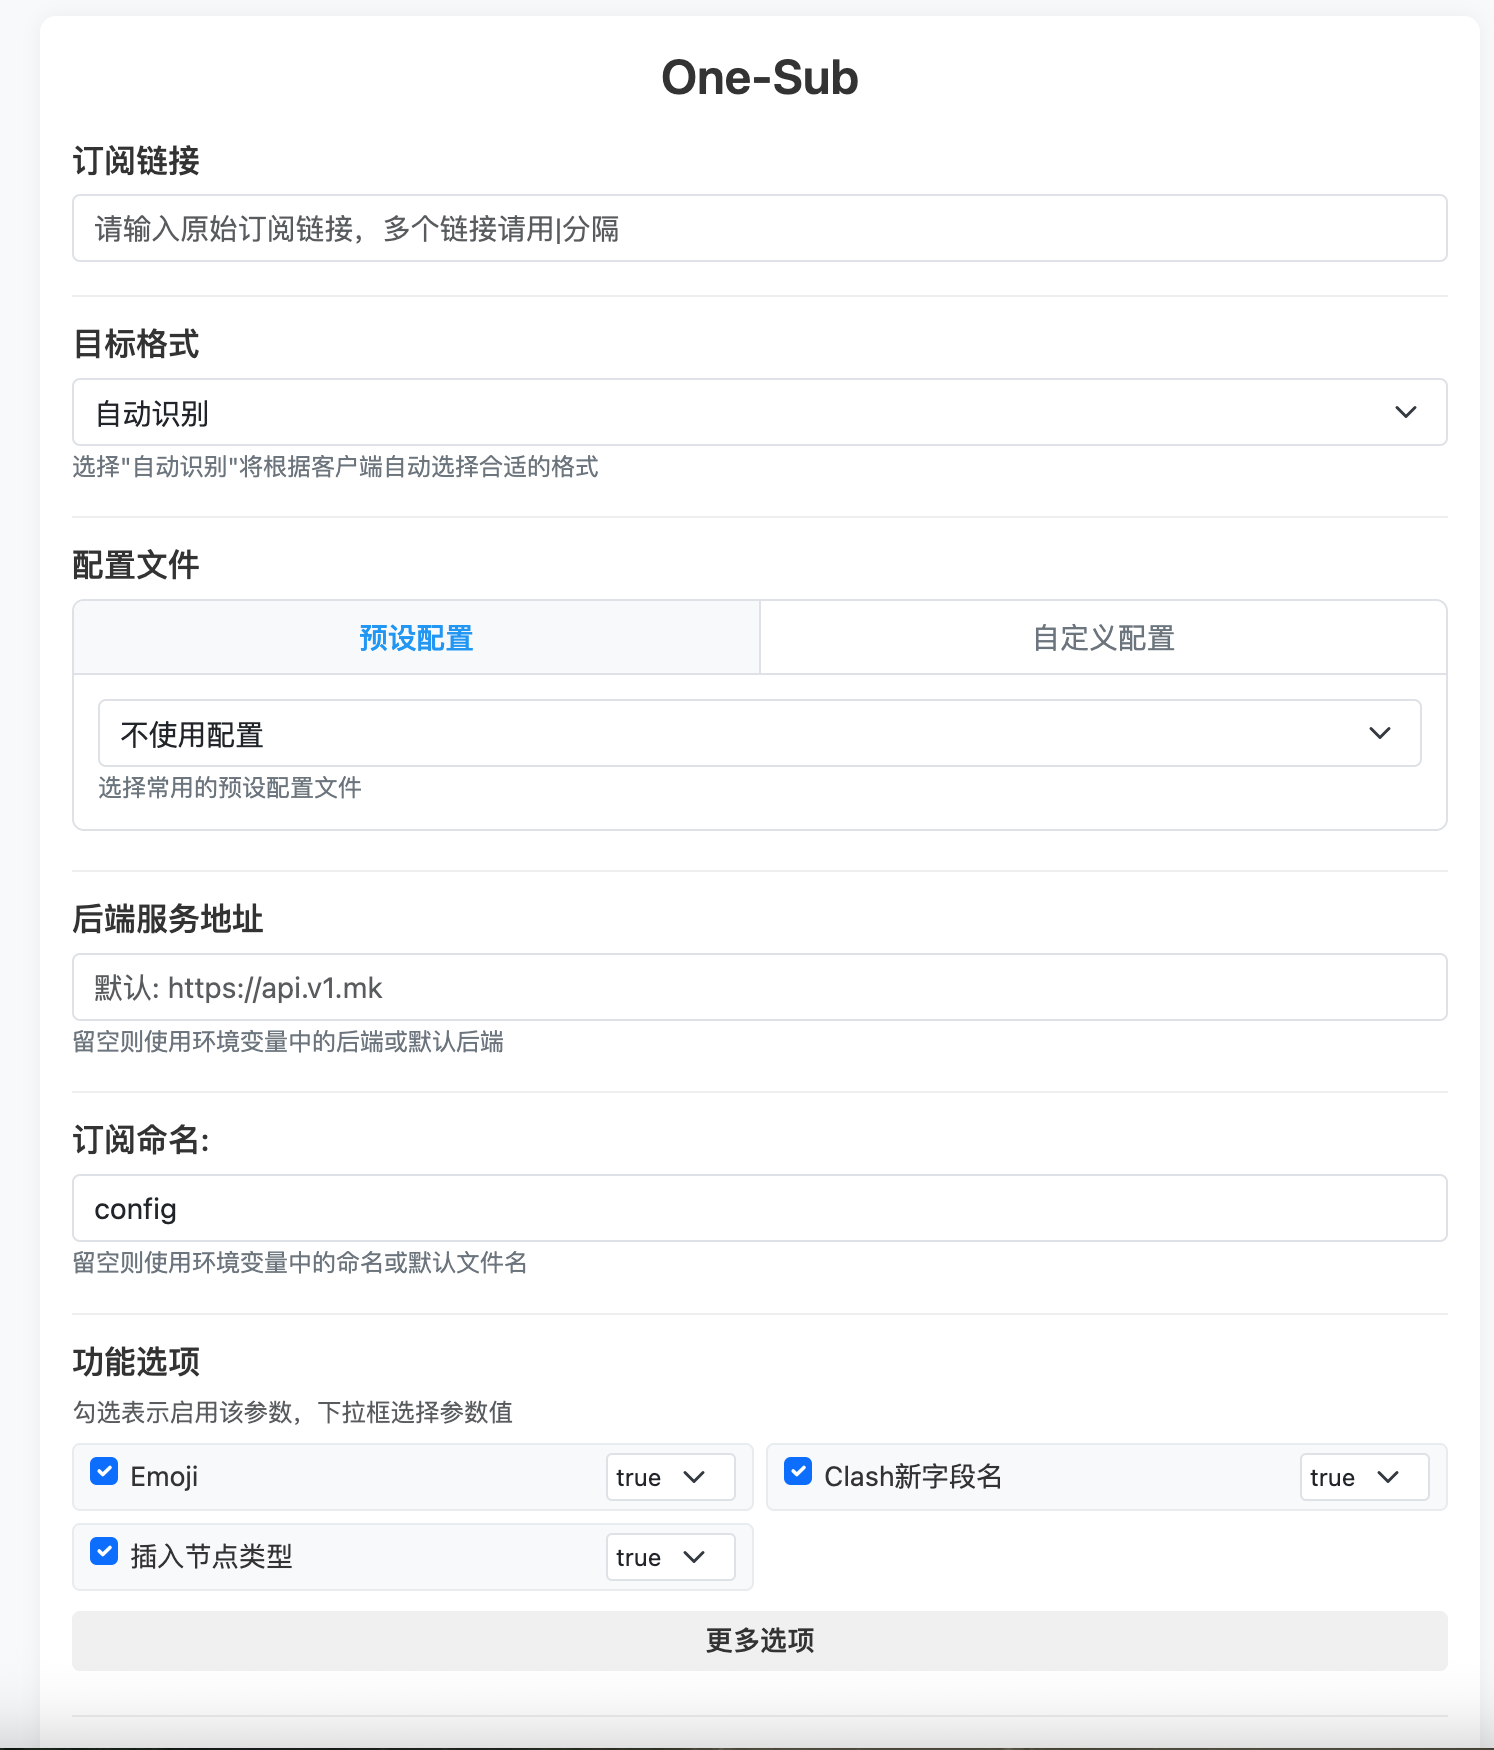 One-Sub
订阅链接
请输入原始订阅链接，多个链接请用|分隔
目标格式
自动识别
选择"自动识别"将根据客户端自动选择合适的格式
配置文件
预设配置
自定义配置
不使用配置
选择常用的预设配置文件
后端服务地址
默认: https://api.v1.mk
留空则使用环境变量中的后端或默认后端
订阅命名:
config
留空则使用环境变量中的命名或默认文件名
功能选项
勾选表示启用该参数，下拉框选择参数值
Emoji
true
Clash新字段名
true
插入节点类型
true
更多选项